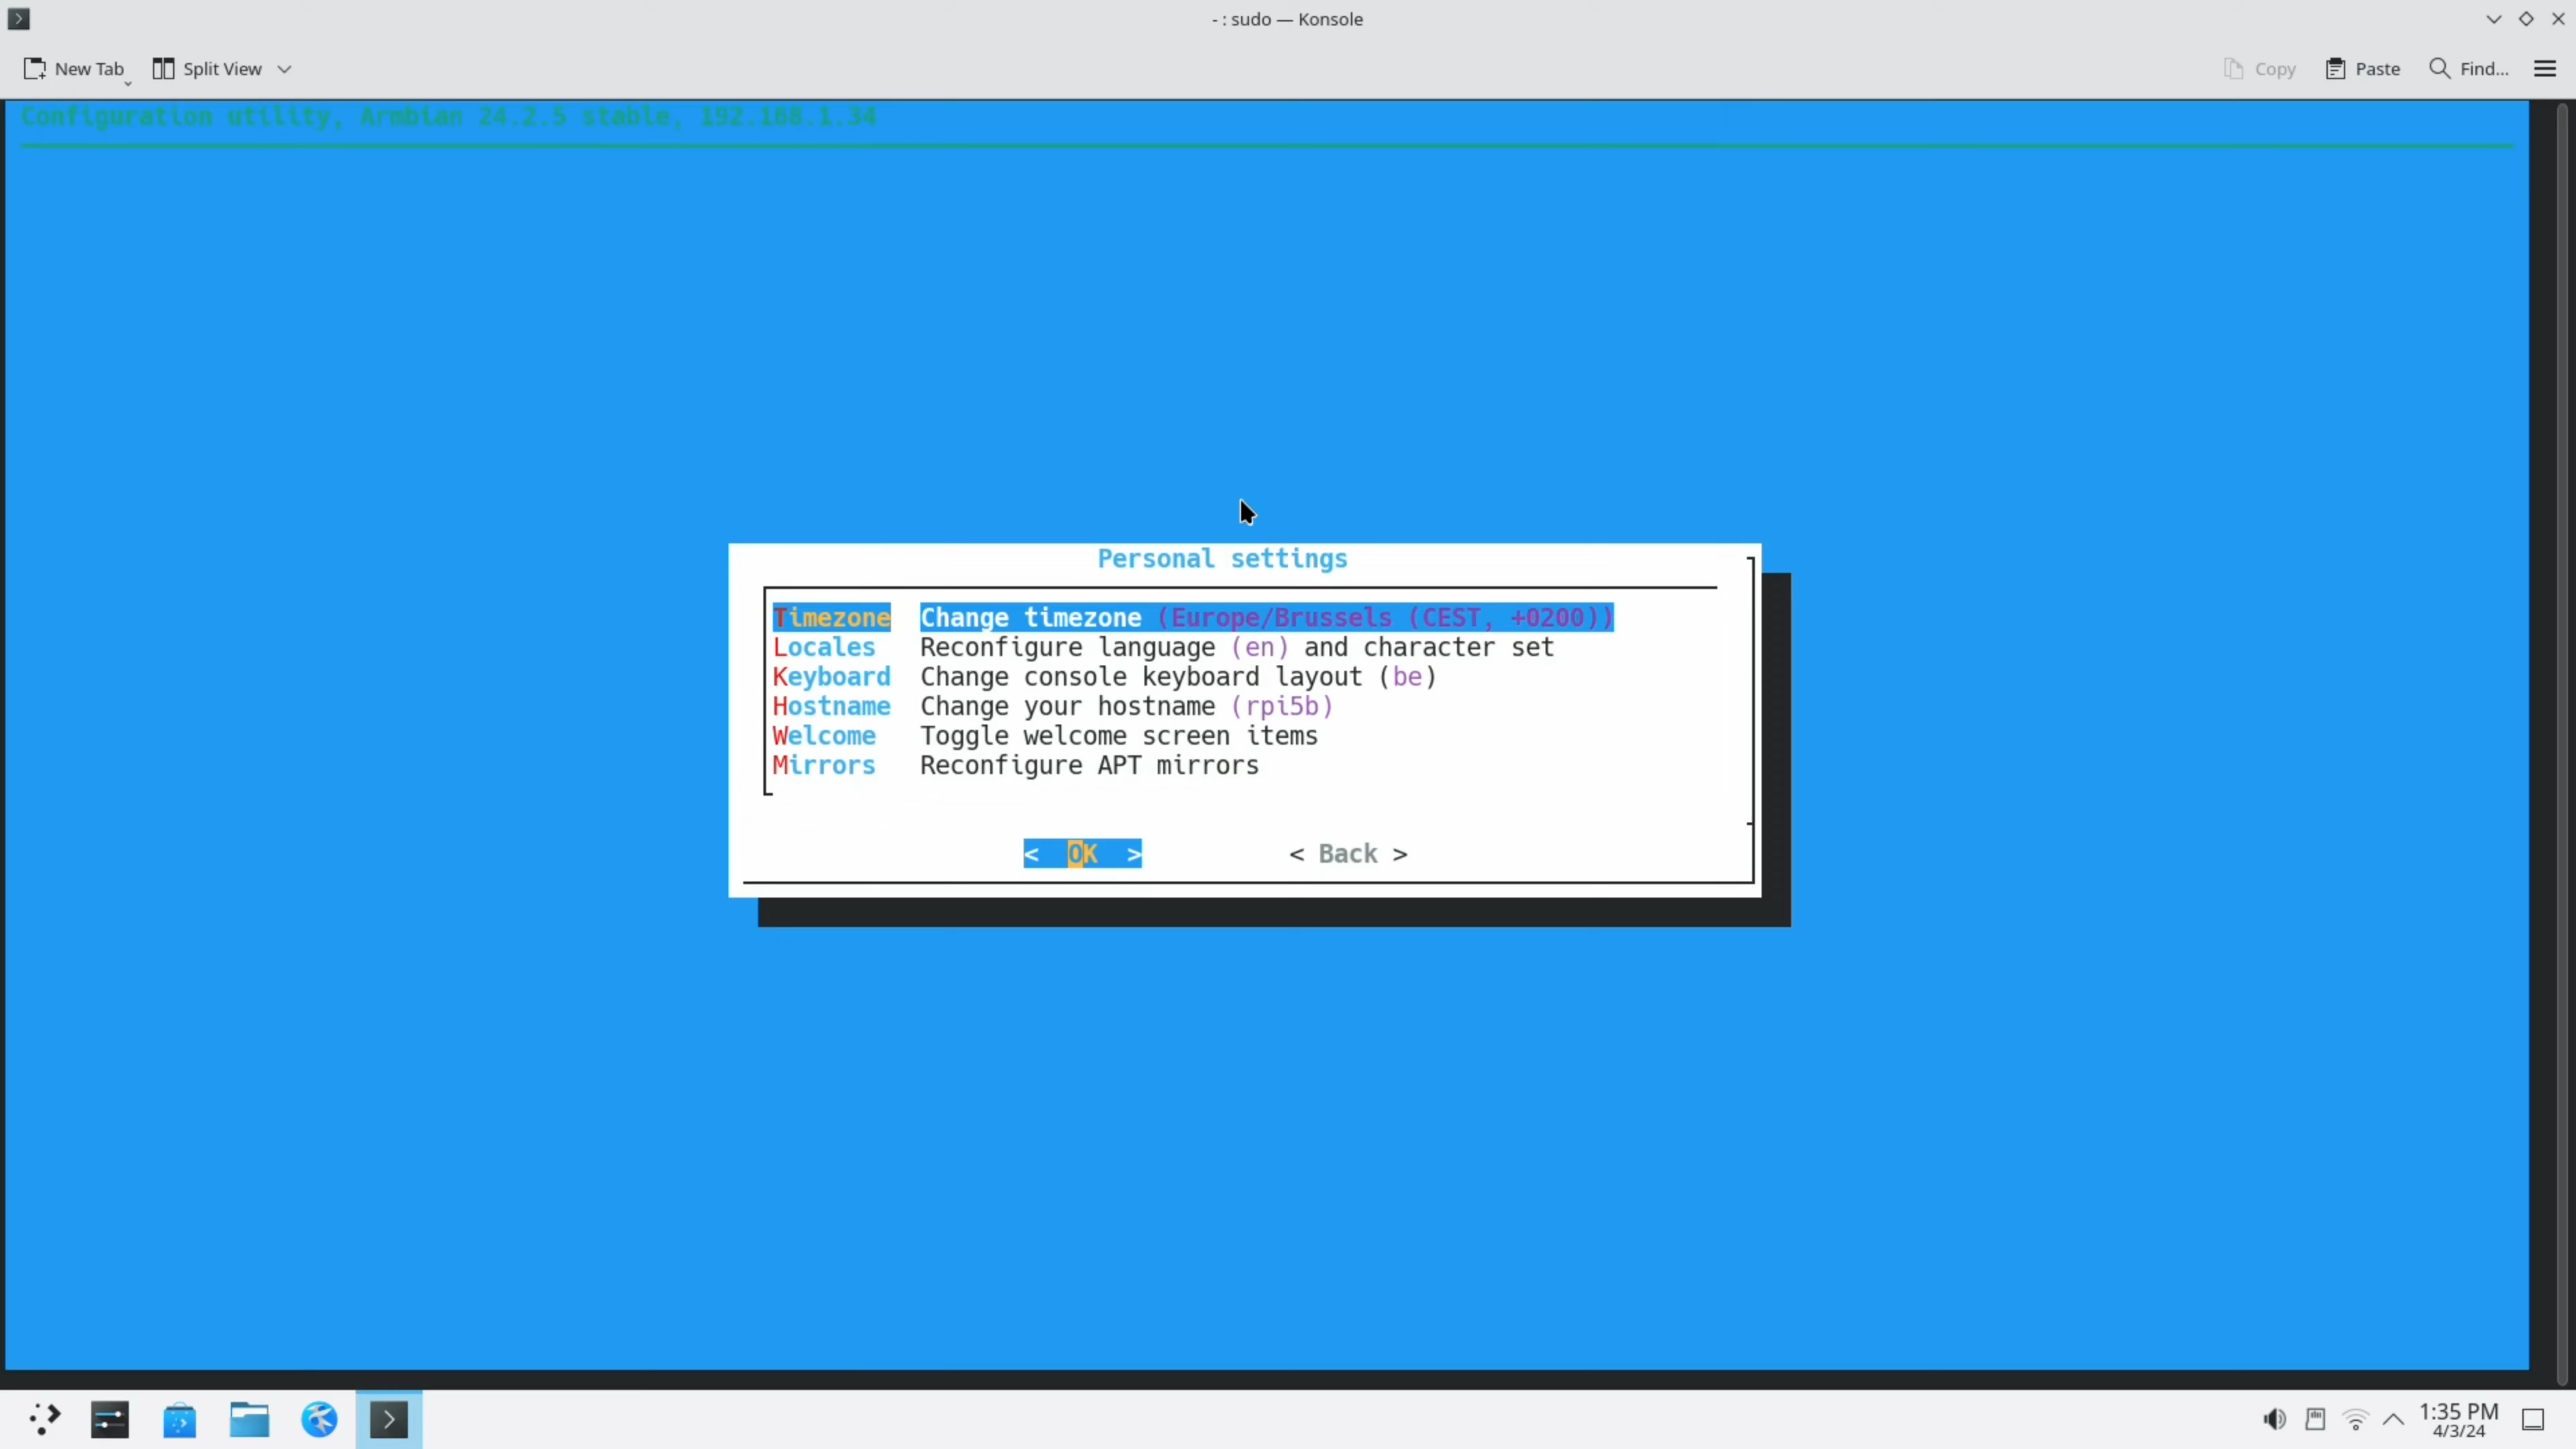 - : sudo — Konsole
New Tab
Split View
Copy
Paste
Find...
Configuration utility, Armbian 24.2.5 stable, 192.168.1.34
Personal settings
Timezone Change timezone (Europe/Brussels (CEST, +0200))
Locales Reconfigure language (en) and character set
Keyboard Change console keyboard layout (be)
Hostname Change your hostname (rpi5b)
Welcome Toggle welcome screen items
Mirrors Reconfigure APT mirrors
< OK > < Back >
1:35 PM
4/3/24